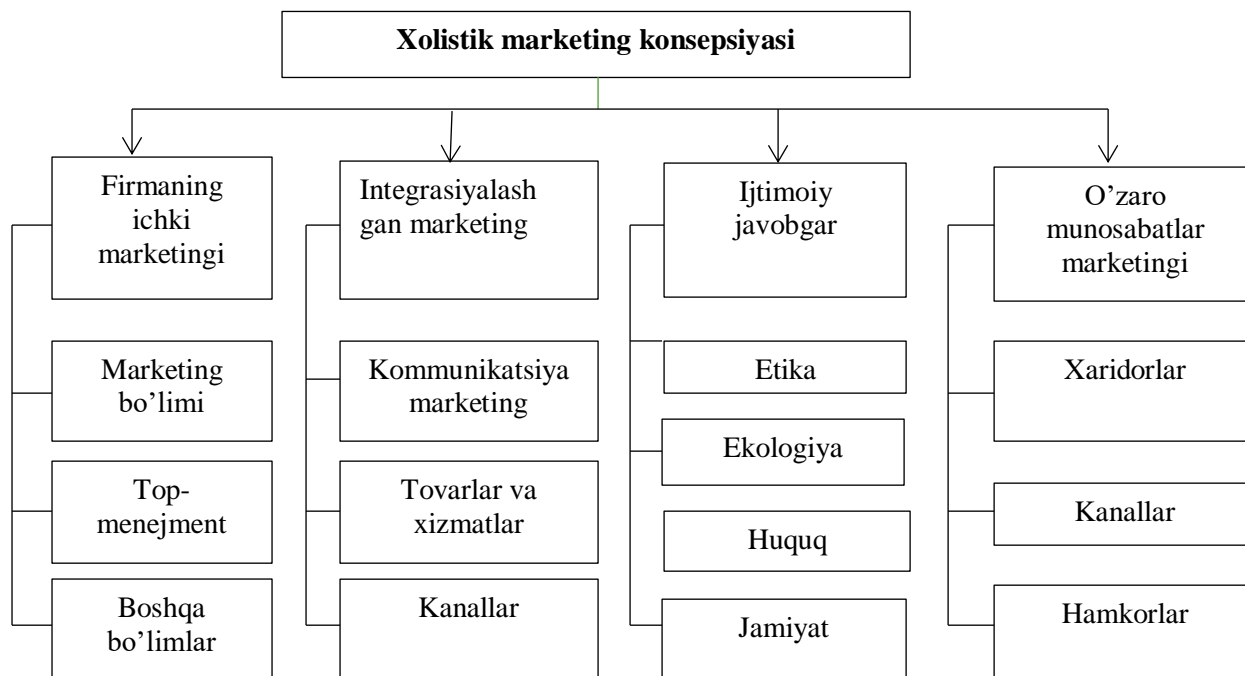 Xolistik marketing konsepsiyasi
Firmaning
ichki
marketingi
Integrasiyalash
gan marketing
Ijtimoiy
javobgar
O’zaro
munosabatlar
marketingi
Marketing
bo’limi
Kommunikatsiya
marketing
Etika
Xaridorlar
Ekologiya
Top-
menejment
Tovarlar va
xizmatlar
Kanallar
Huquq
Boshqa
bo’limlar
Kanallar
Jamiyat
Hamkorlar